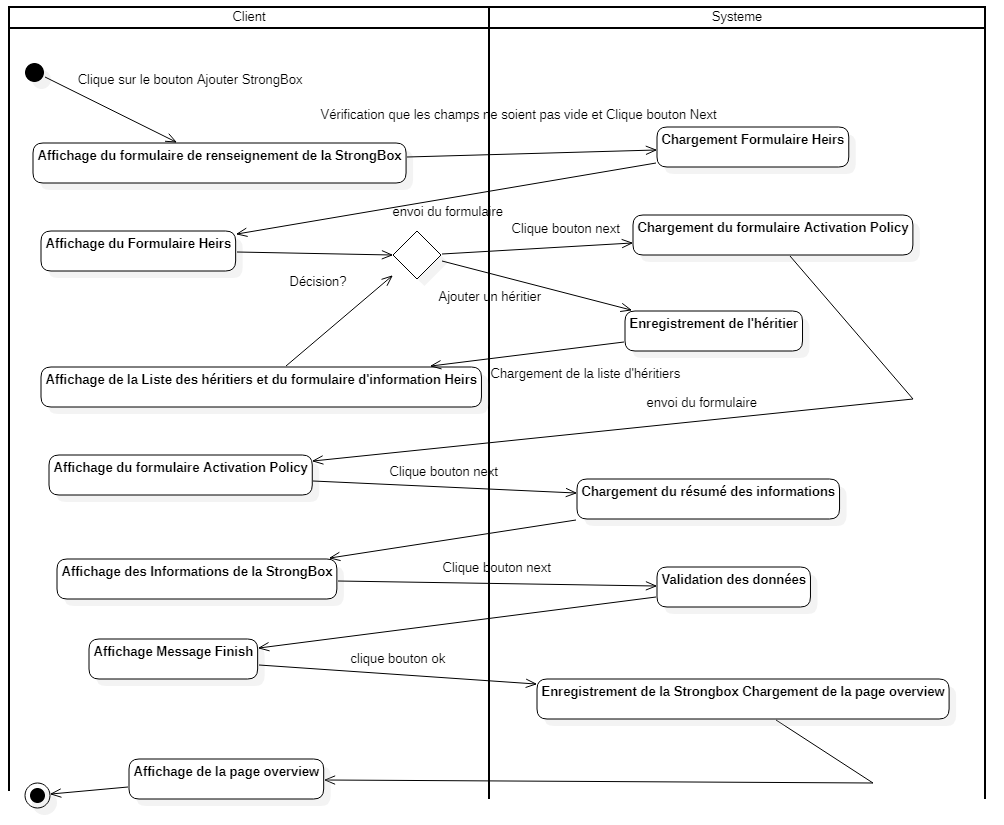 Client
Systeme
Clique sur le bouton Ajouter StrongBox
Vérification que les champs ne soient pas vide et Clique bouton Next
Affichage du formulaire de renseignement de la StrongBox
Chargement Formulaire Heirs
envoi du formulaire
Affichage du Formulaire Heirs
Clique bouton next
Chargement du formulaire Activation Policy
Décision?
Ajouter un héritier
Enregistrement de l'héritier
Affichage de la Liste des héritiers et du formulaire d'information Heirs
Chargement de la liste d'héritiers
envoi du formulaire
Affichage du formulaire Activation Policy
Clique bouton next
Chargement du résumé des informations
Affichage des Informations de la StrongBox
Clique bouton next
Validation des données
Affichage Message Finish
clique bouton ok
Enregistrement de la Strongbox Chargement de la page overview
Affichage de la page overview